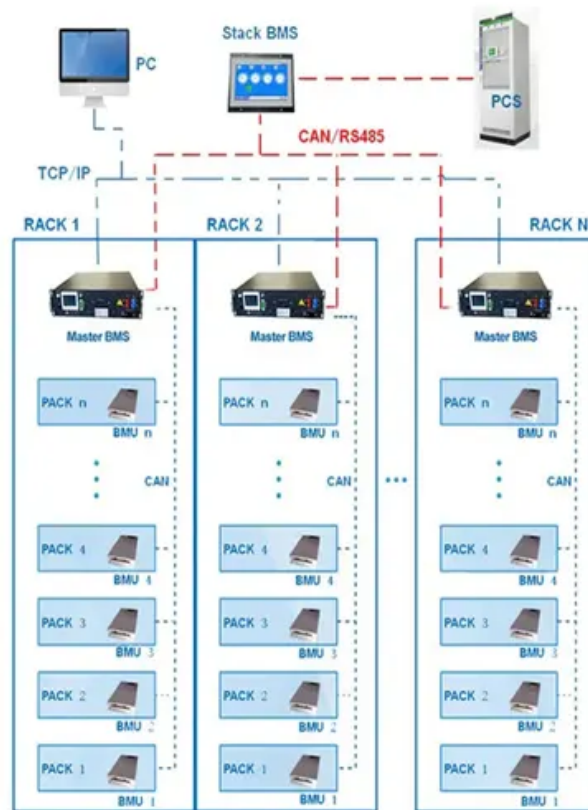 Stack BMS
PC
PCS
CAN/RS485
TCP/IP
RACK 1
RACK 2
RACK N
Master BMS
Master BMS
Master BMS
PACK n
BMU n
PACK n
BMU n
PACK n
BMU n
CAN
CAN
CAN
PACK 4
BMU 4
PACK 4
BMU 4
PACK 4
BMU 4
PACK 3
BMU 3
PACK 3
BMU 3
PACK 3
BMU 3
PACK 2
BMU 2
PACK 2
BMU 2
PACK 2
BMU 2
PACK 1
BMU 1
PACK 1
BMU 1
PACK 1
BMU 1